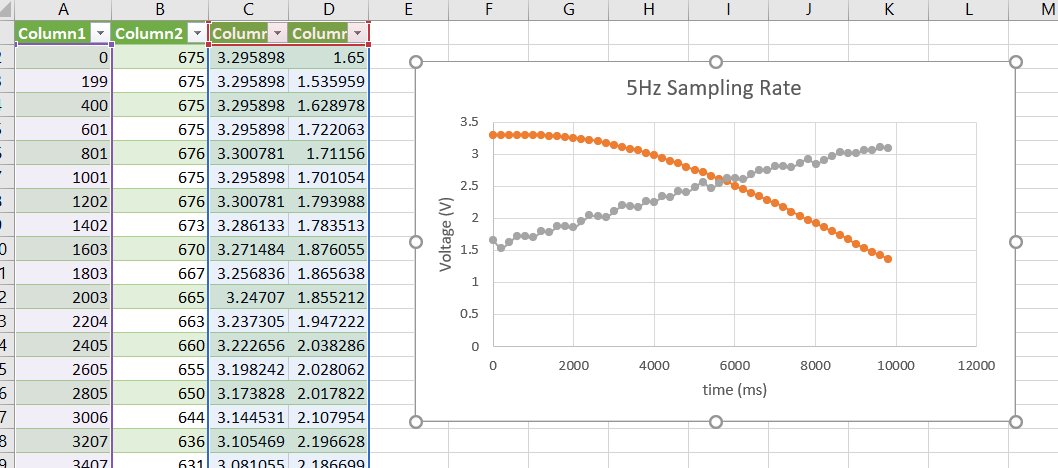 A B C D E F G H I J K L M
Column1 Column2 Columr Columr
0 675 3.295898 1.65
199 675 3.295898 1.535959
400 675 3.295898 1.628978
601 675 3.295898 1.722063
801 676 3.300781 1.71156
1001 675 3.295898 1.701054
1202 676 3.300781 1.793988
1402 673 3.286133 1.783513
1603 670 3.271484 1.876055
1803 667 3.256836 1.865638
2003 665 3.24707 1.855212
2204 663 3.237305 1.947222
2405 660 3.222656 2.038286
2605 655 3.198242 2.028062
2805 650 3.173828 2.017822
3006 644 3.144531 2.107954
3207 636 3.105469 2.196628
3407 631 3.081055 2.186699
5Hz Sampling Rate
Voltage (V)
3.5
3
2.5
2
1.5
1
0.5
0
0 2000 4000 6000 8000 10000 12000
time (ms)